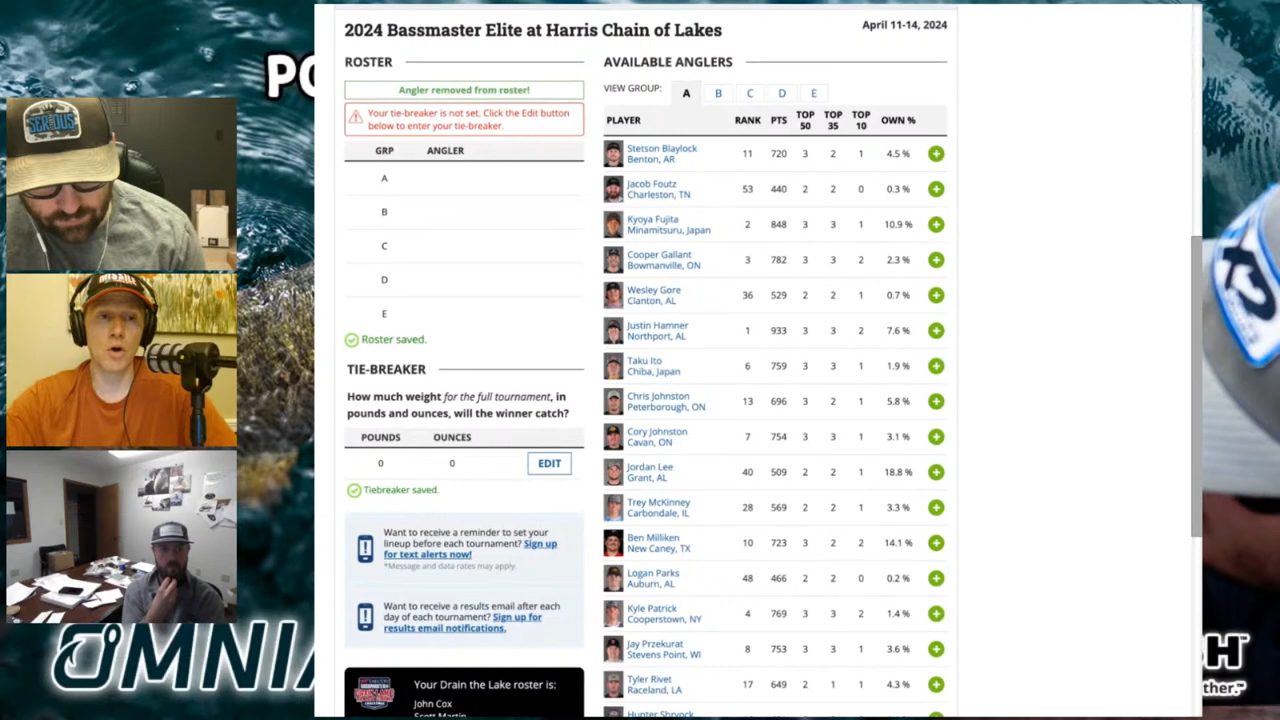 2024 Bassmaster Elite at Harris Chain of Lakes
April 11-14, 2024
ROSTER
Angler removed from roster!
Your tie-breaker is not set. Click the Edit button
below to enter your tie-breaker.
GRP ANGLER
A
B
C
D
E
Roster saved.
TIE-BREAKER
How much weight for the full tournament, in
pounds and ounces, will the winner catch?
POUNDS OUNCES
0 0 EDIT
Tiebreaker saved.
Want to receive a reminder to set your
lineup before each tournament? Sign up
for text alerts now!
*Message and data rates may apply.
Want to receive a results email after each
day of each tournament? Sign up for
results email notifications.
Your Drain the Lake roster is:
John Cox
Scott Martin
AVAILABLE ANGLERS
VIEW GROUP: A B C D E
PLAYER RANK PTS TOP 50 TOP 35 TOP 10 OWN %
Stetson Blaylock
Benton, AR 11 720 3 2 1 4.5 %
Jacob Foutz
Charleston, TN 53 440 2 2 0 0.3 %
Kyoya Fujita
Minamitsuru, Japan 2 848 3 3 1 10.9 %
Cooper Gallant
Bowmanville, ON 3 782 3 3 2 2.3 %
Wesley Gore
Clanton, AL 36 529 2 2 1 0.7 %
Justin Hamner
Northport, AL 1 933 3 3 2 7.6 %
Taku Ito
Chiba, Japan 6 759 3 3 1 1.9 %
Chris Johnston
Peterborough, ON 13 696 3 2 1 5.8 %
Cory Johnston
Cavan, ON 7 754 3 3 1 3.1 %
Jordan Lee
Grant, AL 40 509 2 2 1 18.8 %
Trey McKinney
Carbondale, IL 28 569 2 2 1 3.3 %
Ben Milliken
New Caney, TX 10 723 3 2 2 14.1 %
Logan Parks
Auburn, AL 48 466 2 2 0 0.2 %
Kyle Patrick
Cooperstown, NY 4 769 3 3 2 1.4 %
Jay Przekurat
Stevens Point, WI 8 753 3 3 1 3.6 %
Tyler Rivet
Raceland, LA 17 649 2 1 1 4.3 %
Hunter Shryock
PO
SERIOUS
OMNIA
H™
ther.™